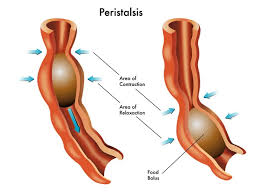 Peristalsis
Area of
Contraction
Area of
Relaxation
Food
Bolus